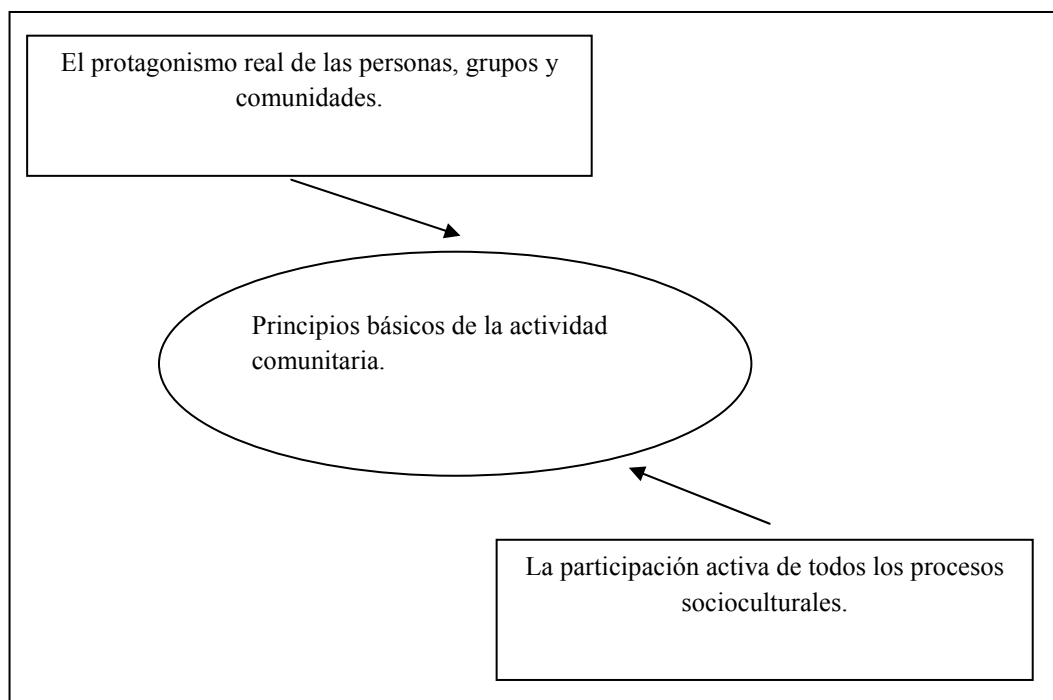 El protagonismo real de las personas, grupos y
comunidades.
Principios básicos de la actividad
comunitaria.
La participación activa de todos los procesos
socioculturales.